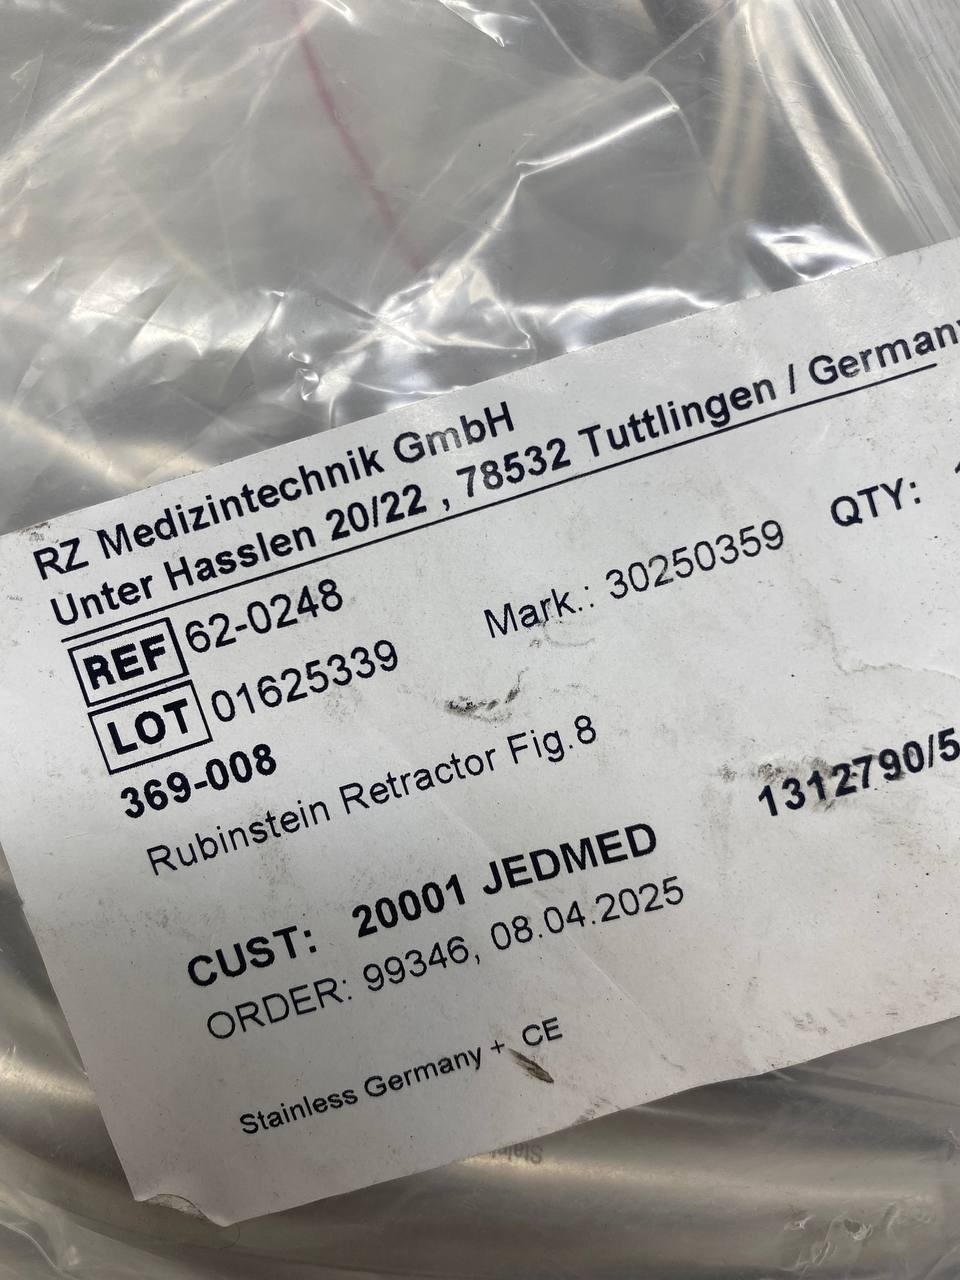 RZ Medizintechnik GmbH
Unter Hasslen 20/22 , 78532 Tuttlingen / Germany
REF 62-0248 Mark.: 30250359 QTY:
LOT 01625339
369-008
Rubinstein Retractor Fig.8
1312790/5
CUST: 20001 JEDMED
ORDER: 99346, 08.04.2025
Stainless Germany + CE